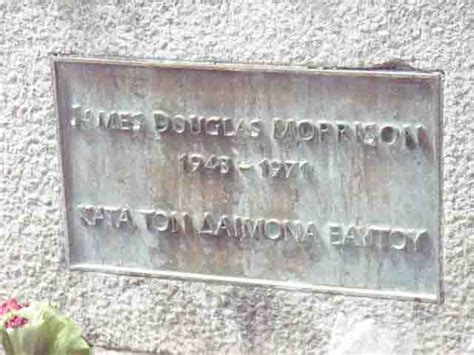 JAMES DOUGLAS MORRISON
1943 – 1971
ΚΑΤΑ ΤΟΝ ΔΑΙΜΟΝΑ ΕΑΥΤΟΥ